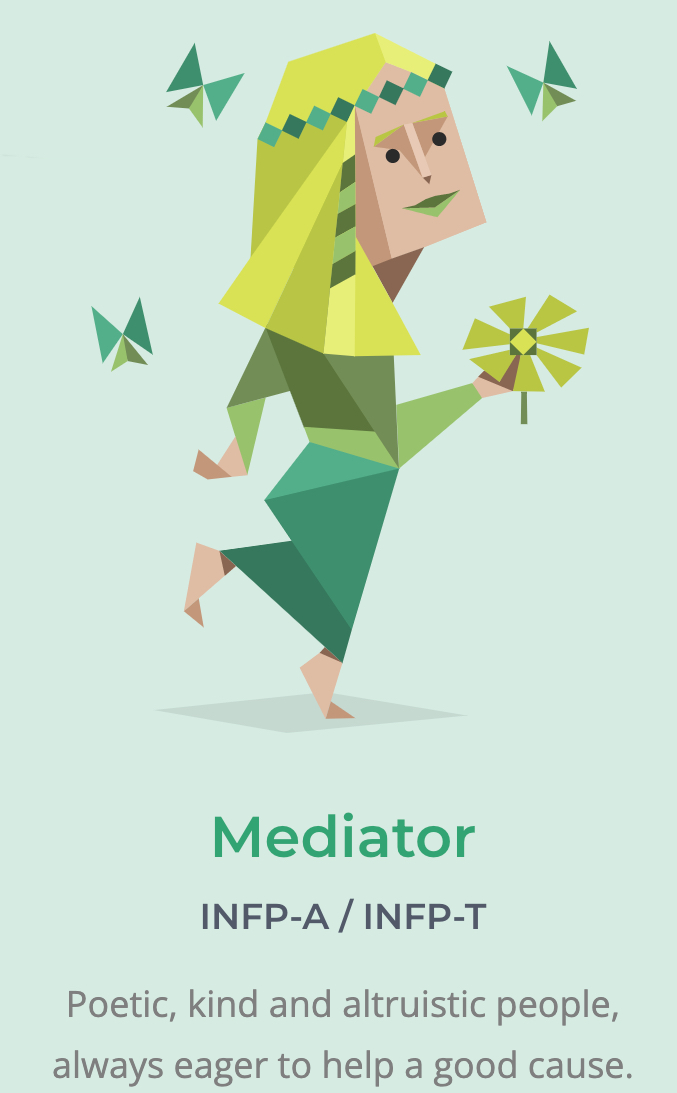 Mediator
INFP-A / INFP-T
Poetic, kind and altruistic people,
always eager to help a good cause.